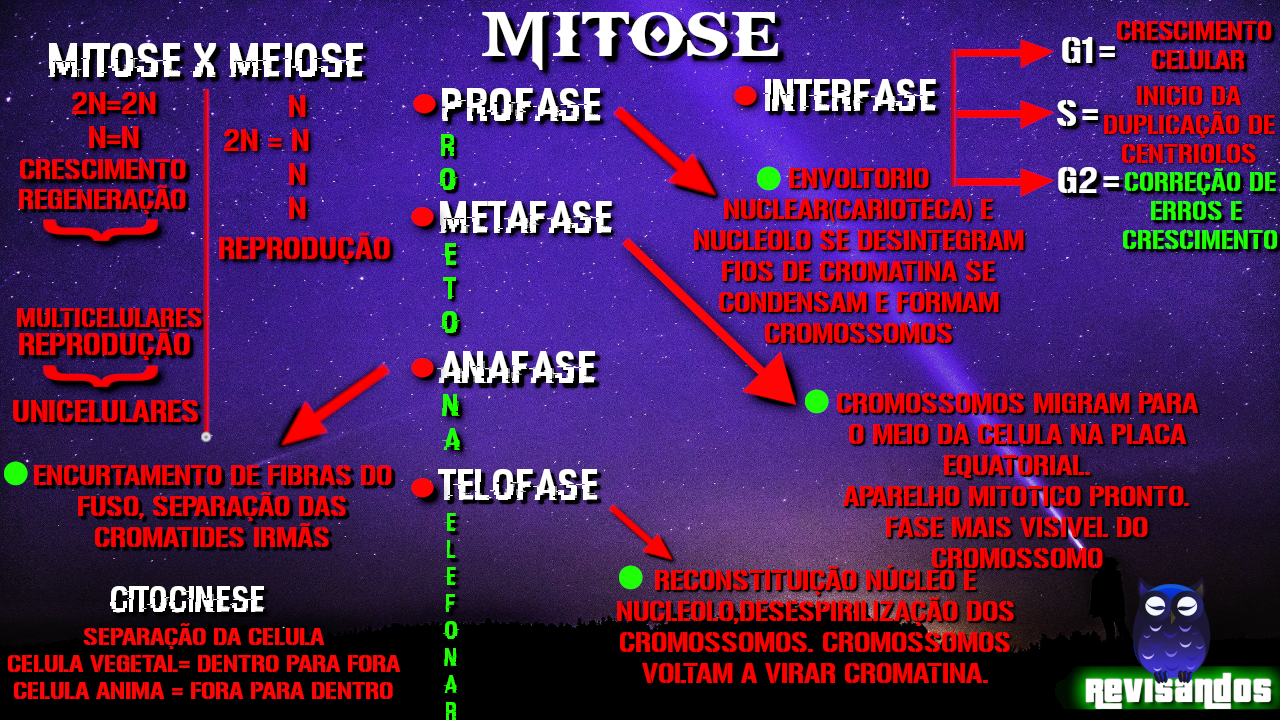 MITOSE
MITOSE X MEIOSE
2N=2N
N=N
CRESCIMENTO
REGENERAÇÃO
MULTICELULARES
REPRODUÇÃO
UNICELULARES
N
2N = N
N
N
REPRODUÇÃO
PROFASE
R
O
METAFASE
E
T
O
ANAFASE
N
A
TELOFASE
E
L
E
F
O
N
A
R
INTERFASE
G1= CRESCIMENTO
CELULAR
S= INICIO DA
DUPLICAÇÃO DE
CENTRIOLOS
G2=CORREÇÃO DE
ERROS E
CRESCIMENTO
ENVOLTORIO
NUCLEAR(CARIOTECA) E
NUCLEOLO SE DESINTEGRAM
FIOS DE CROMATINA SE
CONDENSAM E FORMAM
CROMOSSOMOS
CROMOSSOMOS MIGRAM PARA
O MEIO DA CELULA NA PLACA
EQUATORIAL.
APARELHO MITOTICO PRONTO.
FASE MAIS VISIVEL DO
CROMOSSOMO
ENCURTAMENTO DE FIBRAS DO
FUSO, SEPARAÇÃO DAS
CROMATIDES IRMÃS
RECONSTITUIÇÃO NÚCLEO E
NUCLEOLO,DESESPIRILIZAÇÃO DOS
CROMOSSOMOS. CROMOSSOMOS
VOLTAM A VIRAR CROMATINA.
CITOCINESE
SEPARAÇÃO DA CELULA
CELULA VEGETAL= DENTRO PARA FORA
CELULA ANIMA = FORA PARA DENTRO
REVISANDOS